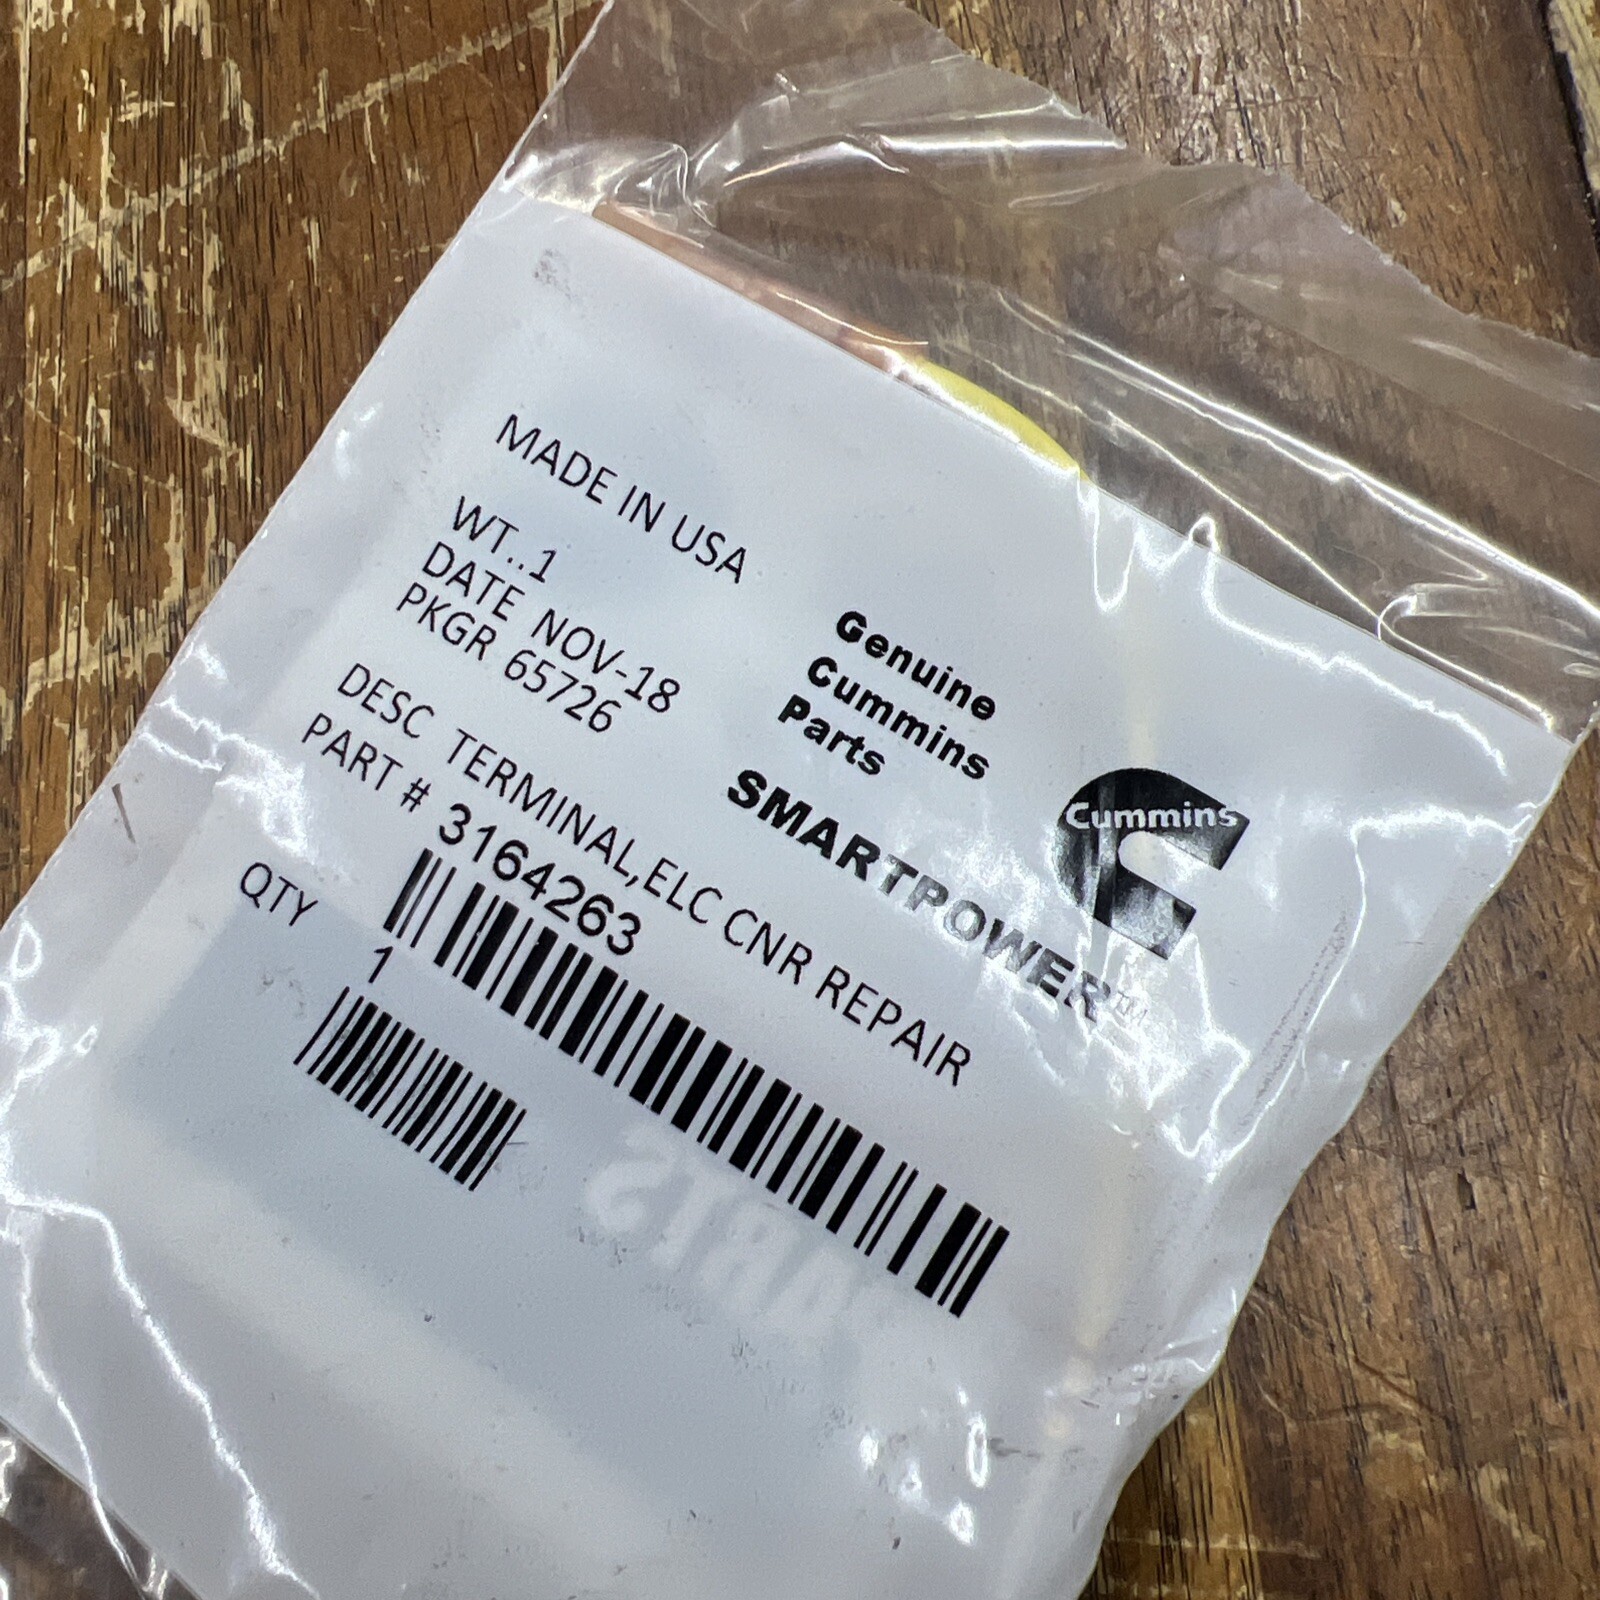 MADE IN USA
WT..1
DATE NOV-18
PKGR 65726
DESC TERMINAL,ELC CNR REPAIR
PART # 3164263
QTY 1
Genuine
Cummins
Parts
SMARTPOWER™
Cummins